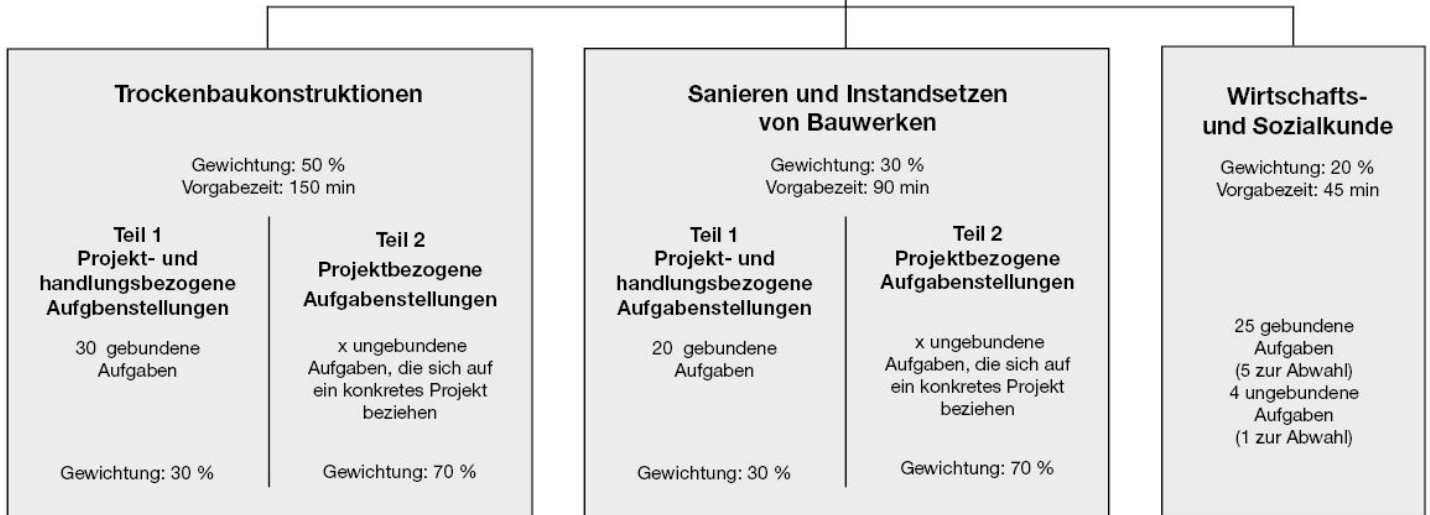 Trockenbaukonstruktionen
Gewichtung: 50 %
Vorgabezeit: 150 min
Teil 1
Projekt- und
handlungsbezogene
Aufgbenstellungen
30 gebundene
Aufgaben
Gewichtung: 30 %
Teil 2
Projektbezogene
Aufgabenstellungen
x ungebundene
Aufgaben, die sich auf
ein konkretes Projekt
beziehen
Gewichtung: 70 %
Sanieren und Instandsetzen
von Bauwerken
Gewichtung: 30 %
Vorgabezeit: 90 min
Teil 1
Projekt- und
handlungsbezogene
Aufgabenstellungen
20 gebundene
Aufgaben
Gewichtung: 30 %
Teil 2
Projektbezogene
Aufgabenstellungen
x ungebundene
Aufgaben, die sich auf
ein konkretes Projekt
beziehen
Gewichtung: 70 %
Wirtschafts-
und Sozialkunde
Gewichtung: 20 %
Vorgabezeit: 45 min
25 gebundene
Aufgaben
(5 zur Abwahl)
4 ungebundene
Aufgaben
(1 zur Abwahl)